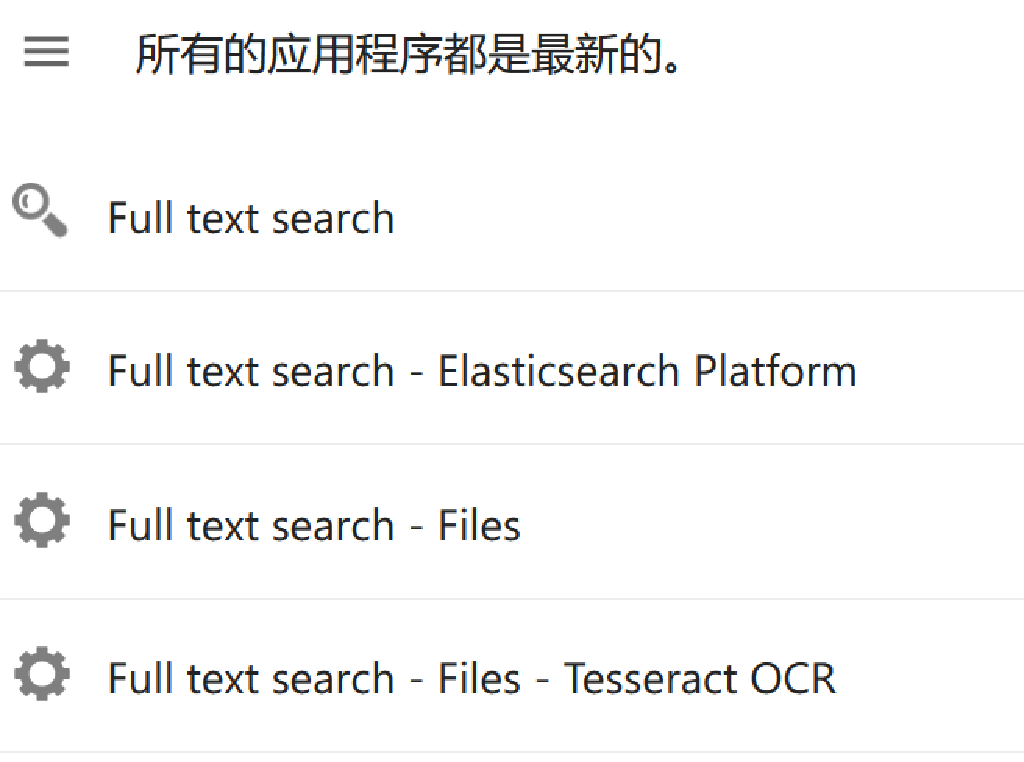 所有的应用程序都是最新的。
Full text search
Full text search - Elasticsearch Platform
Full text search - Files
Full text search - Files - Tesseract OCR